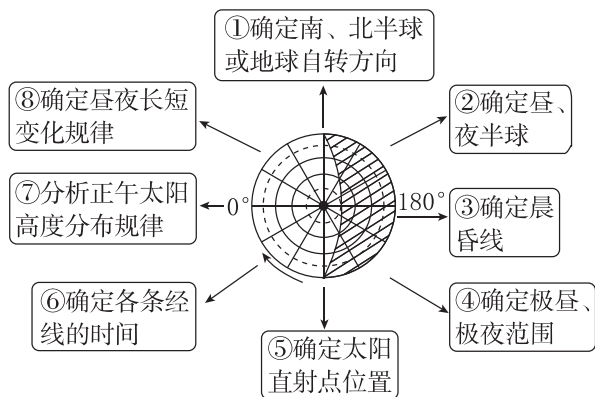 ①确定南、北半球
或地球自转方向
②确定昼、
夜半球
③确定晨
昏线
④确定极昼、
极夜范围
⑤确定太阳
直射点位置
⑥确定各条经
线的时间
⑦分析正午太阳
高度分布规律
⑧确定昼夜长短
变化规律
0°
180°